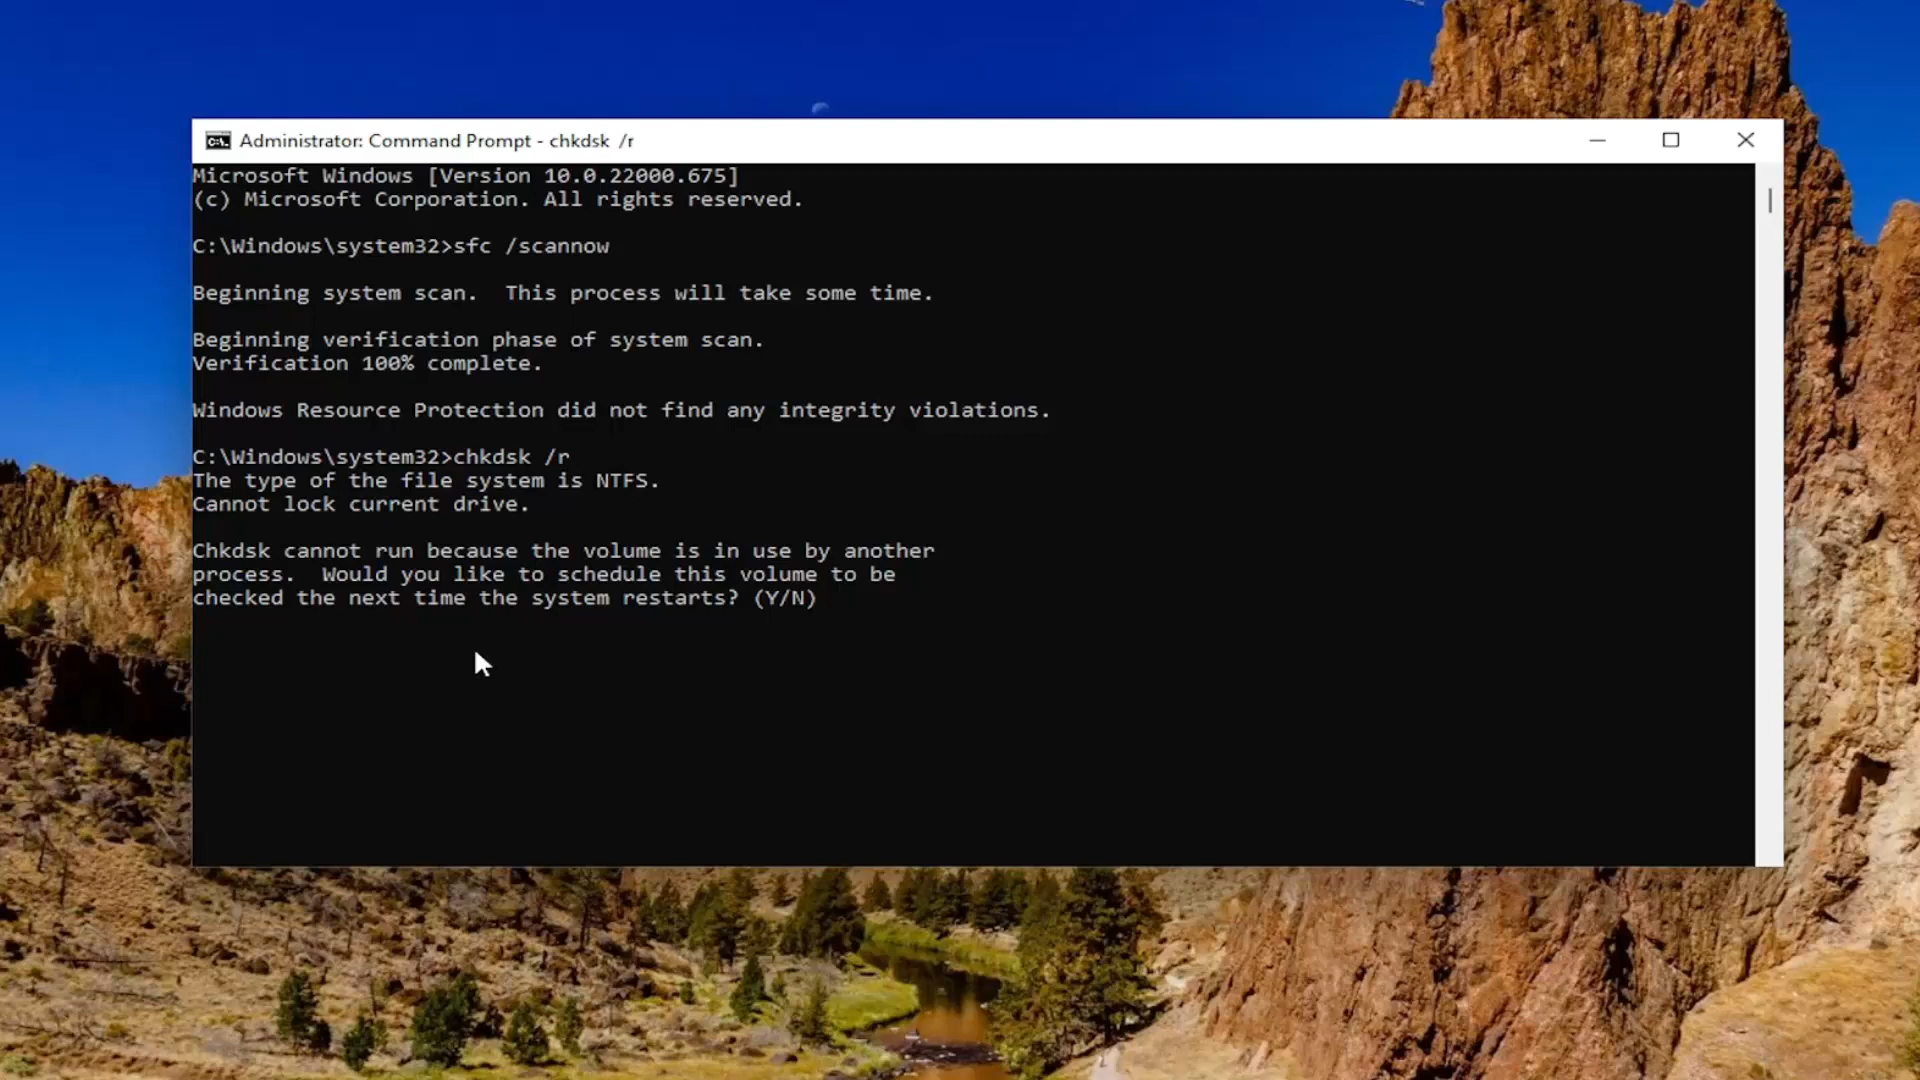 Administrator: Command Prompt - chkdsk /r
Microsoft Windows [Version 10.0.22000.675]
(c) Microsoft Corporation. All rights reserved.
C:\Windows\system32>sfc /scannow
Beginning system scan.  This process will take some time.
Beginning verification phase of system scan.
Verification 100% complete.
Windows Resource Protection did not find any integrity violations.
C:\Windows\system32>chkdsk /r
The type of the file system is NTFS.
Cannot lock current drive.
Chkdsk cannot run because the volume is in use by another
process.  Would you like to schedule this volume to be
checked the next time the system restarts? (Y/N)